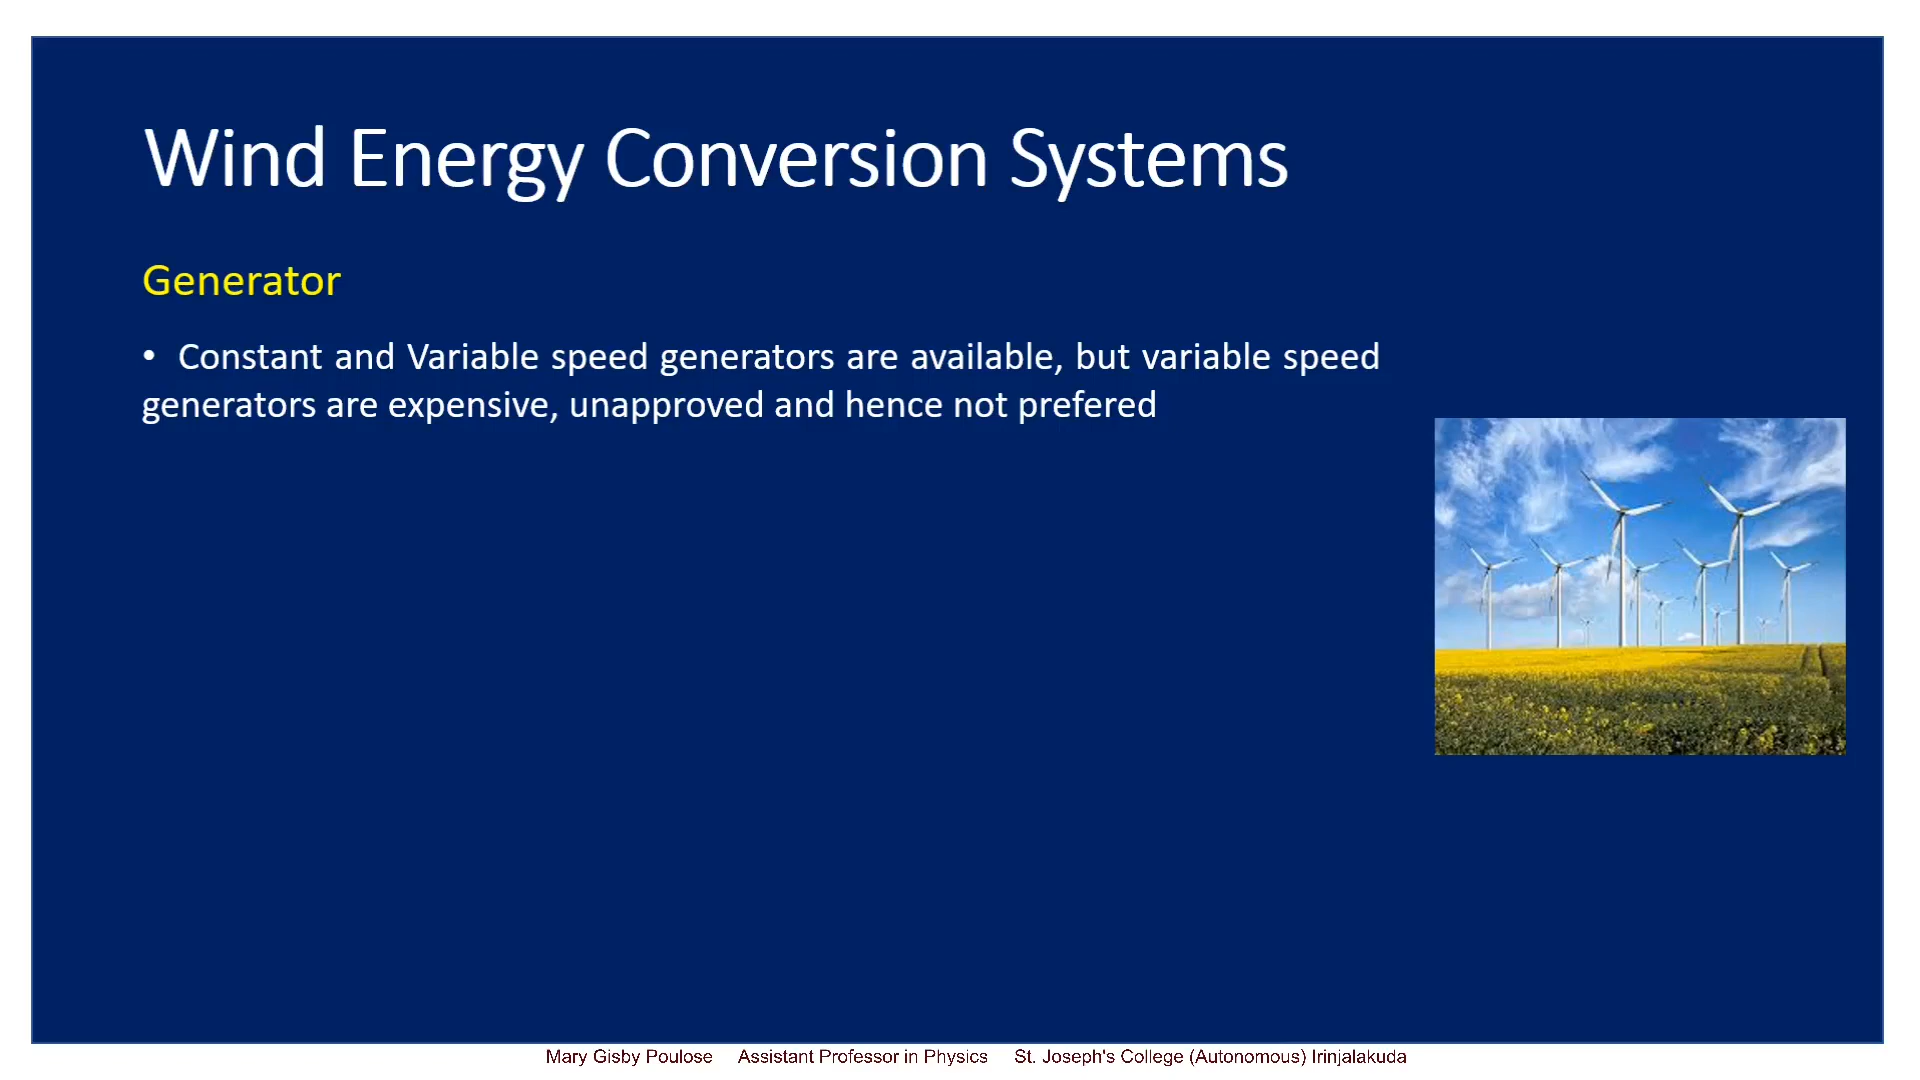 Wind Energy Conversion Systems
Generator
• Constant and Variable speed generators are available, but variable speed
generators are expensive, unapproved and hence not prefered
Mary Gisby Poulose Assistant Professor in Physics St. Joseph's College (Autonomous) Irinjalakuda